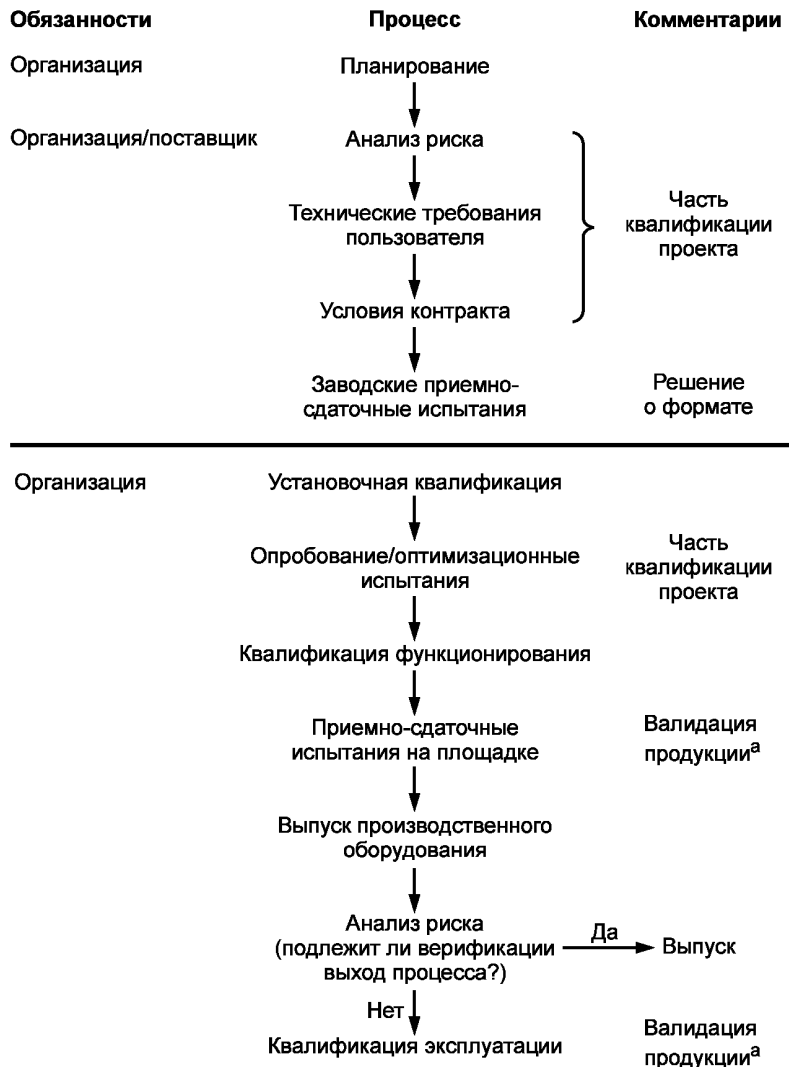 Обязанности Процесс Комментарии
Организация Планирование
Организация/поставщик Анализ риска
Технические требования
пользователя
Часть
квалификации
проекта
Условия контракта
Заводские приемно-
сдаточные испытания
Решение
о формате
Организация Установочная квалификация
Опробование/оптимизационные
испытания
Часть
квалификации
проекта
Квалификация функционирования
Приемно-сдаточные
испытания на площадке
Валидация
продукции^а
Выпуск производственного
оборудования
Анализ риска
(подлежит ли верификации
выход процесса?)
Да
Выпуск
Нет
Квалификация эксплуатации
Валидация
продукции^а